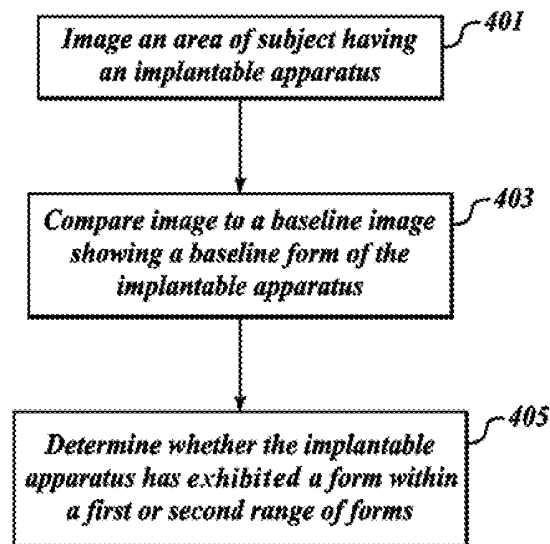 401
Image an area of subject having
an implantable apparatus
403
Compare image to a baseline image
showing a baseline form of the
implantable apparatus
405
Determine whether the implantable
apparatus has exhibited a form within
a first or second range of forms